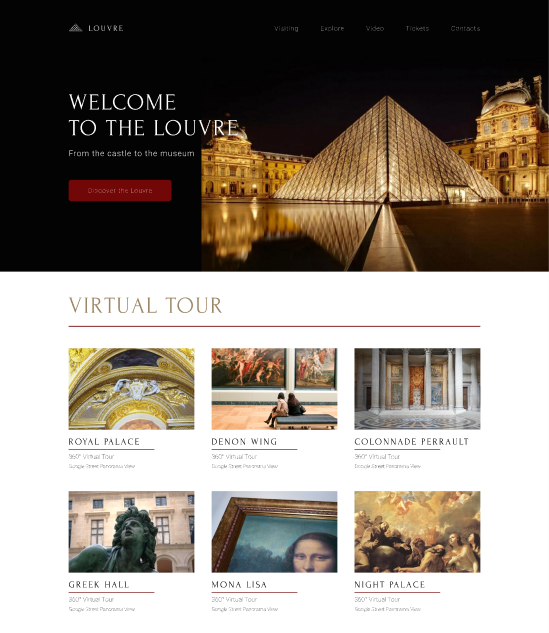 LOUVRE
Visiting Explore Video Tickets Contacts
WELCOME
TO THE LOUVRE
From the castle to the museum
Discover the Louvre
VIRTUAL TOUR
ROYAL PALACE
360° Virtual Tour
Google Street Panorama View
DENON WING
360° Virtual Tour
Google Street Panorama View
COLONNADE PERRAULT
360° Virtual Tour
Google Street Panorama View
GREEK HALL
360° Virtual Tour
Google Street Panorama View
MONA LISA
360° Virtual Tour
Google Street Panorama View
NIGHT PALACE
360° Virtual Tour
Google Street Panorama View